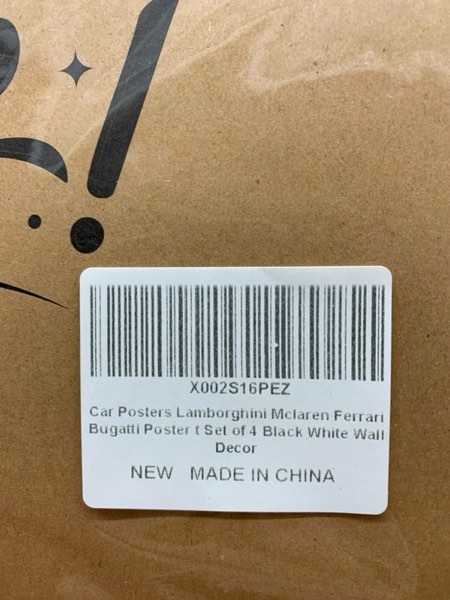 !
X002S16PEZ
Car Posters Lamborghini Mclaren Ferrari
Bugatti Poster t Set of 4 Black White Wall
Decor
NEW MADE IN CHINA